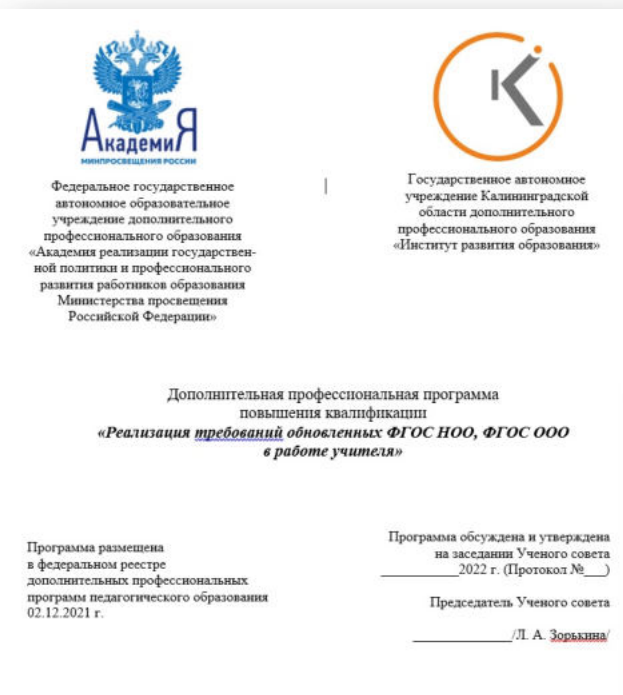 АкадемиЯ
МИНПРОСВЕЩЕНИЯ РОССИИ
Федеральное государственное
автономное образовательное
учреждение дополнительного
профессионального образования
«Академия реализации государствен-
ной политики и профессионального
развития работников образования
Министерства просвещения
Российской Федерации»
Государственное автономное
учреждение Калининградской
области дополнительного
профессионального образования
«Институт развития образования»
Дополнительная профессиональная программа
повышения квалификации
«Реализация требований обновленных ФГОС НОО, ФГОС ООО
в работе учителя»
Программа размещена
в федеральном реестре
дополнительных профессиональных
программ педагогического образования
02.12.2021 г.
Программа обсуждена и утверждена
на заседании Ученого совета
____________2022 г. (Протокол №___)
Председатель Ученого совета
_______________/Л. А. Зорькина/